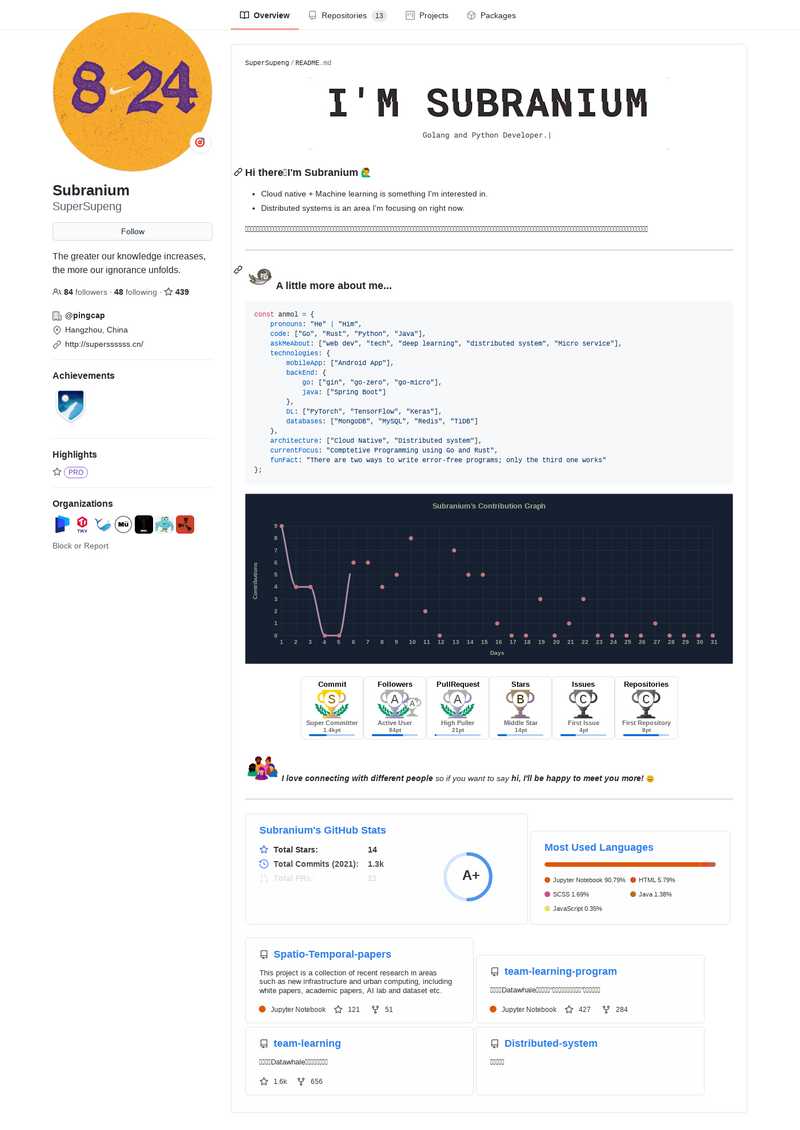 Overview
Repositories 13
Projects
Packages
8 24
Subranium
SuperSupeng
Follow
The greater our knowledge increases,
the more our ignorance unfolds.
84 followers · 48 following · 439
@pingcap
Hangzhou, China
http://superssssss.cn/
Achievements
Highlights
PRO
Organizations
TiKV
Mu
Block or Report
SuperSupeng / README.md
I'M SUBRANIUM
Golang and Python Developer.|
Hi there I'm Subranium
Cloud native + Machine learning is something I'm interested in.
Distributed systems is an area I'm focusing on right now.
A little more about me...
const anmol = {
pronouns: "He" | "Him",
code: ["Go", "Rust", "Python", "Java"],
askMeAbout: ["web dev", "tech", "deep learning", "distributed system", "Micro service"],
technologies: {
mobileApp: ["Android App"],
backEnd: {
go: ["gin", "go-zero", "go-micro"],
java: ["Spring Boot"]
},
DL: ["PyTorch", "TensorFlow", "Keras"],
databases: ["MongoDB", "MySQL", "Redis", "TiDB"]
},
architecture: ["Cloud Native", "Distributed system"],
currentFocus: "Comptetive Programming using Go and Rust",
funFact: "There are two ways to write error-free programs; only the third one works"
};
Subranium's Contribution Graph
Contributions
9
8
7
6
5
4
3
2
1
0
1 2 3 4 5 6 7 8 9 10 11 12 13 14 15 16 17 18 19 20 21 22 23 24 25 26 27 28 29 30 31
Days
Commit Followers PullRequest Stars Issues Repositories
S A A A B C C
Super Committer Active User High Puller Middle Star First Issue First Repository
1.4kpt 84pt 21pt 14pt 4pt 8pt
I love connecting with different people so if you want to say hi, I'll be happy to meet you more!
Subranium's GitHub Stats
Total Stars: 14
Total Commits (2021): 1.3k
Total PRs:
A+
Most Used Languages
Jupyter Notebook 90.79% HTML 5.79%
SCSS 1.69% Java 1.38%
JavaScript 0.35%
Spatio-Temporal-papers
This project is a collection of recent research in areas
such as new infrastructure and urban computing, including
white papers, academic papers, AI lab and dataset etc.
Jupyter Notebook 121 51
team-learning-program
Datawhale
Jupyter Notebook 427 284
team-learning
Datawhale
1.6k 656
Distributed-system